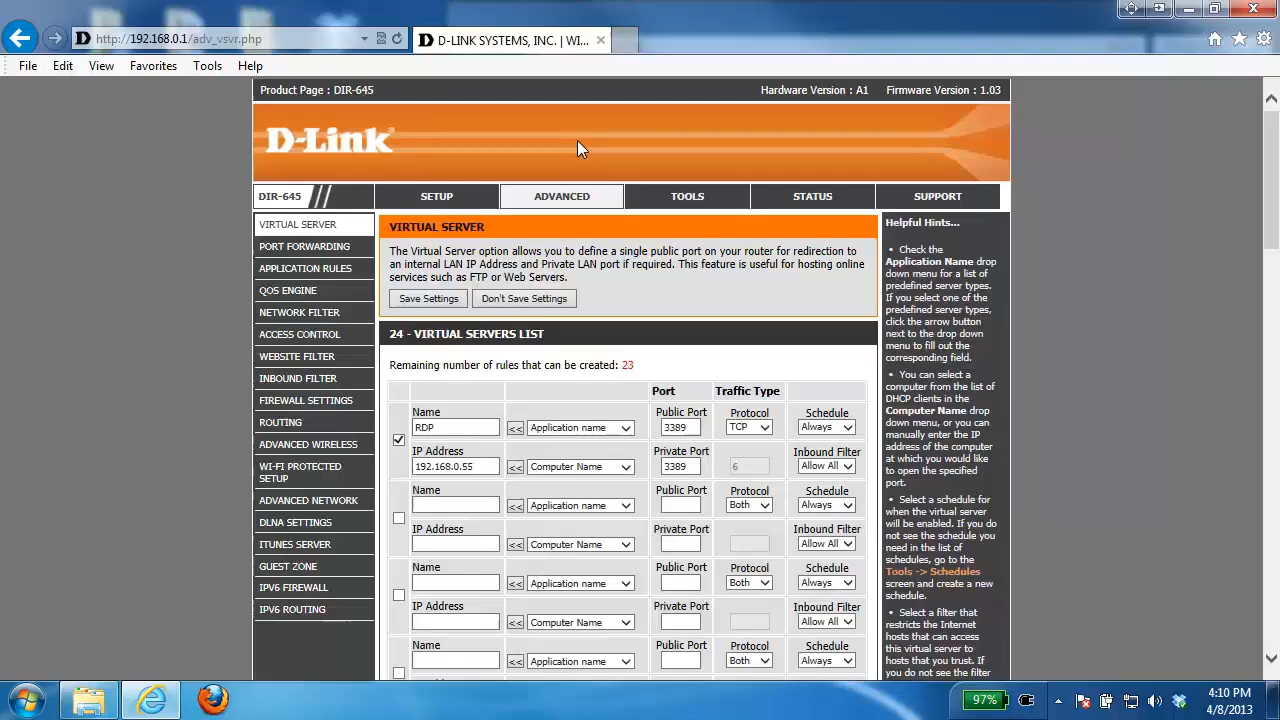 http://192.168.0.1/adv_vsvr.php
D-LINK SYSTEMS, INC. | WI...
File Edit View Favorites Tools Help
Product Page : DIR-645 Hardware Version : A1 Firmware Version : 1.03
D-Link
DIR-645 SETUP ADVANCED TOOLS STATUS SUPPORT
VIRTUAL SERVER
PORT FORWARDING
APPLICATION RULES
QOS ENGINE
NETWORK FILTER
ACCESS CONTROL
WEBSITE FILTER
INBOUND FILTER
FIREWALL SETTINGS
ROUTING
ADVANCED WIRELESS
WI-FI PROTECTED
SETUP
ADVANCED NETWORK
DLNA SETTINGS
ITUNES SERVER
GUEST ZONE
IPV6 FIREWALL
IPV6 ROUTING
VIRTUAL SERVER
The Virtual Server option allows you to define a single public port on your router for redirection to
an internal LAN IP Address and Private LAN port if required. This feature is useful for hosting online
services such as FTP or Web Servers.
Save Settings Don't Save Settings
24 - VIRTUAL SERVERS LIST
Remaining number of rules that can be created: 23
Port Traffic Type
Name Public Port Protocol Schedule
RDP << Application name 3389 TCP Always
IP Address Private Port Inbound Filter
192.168.0.55 << Computer Name 3389 6 Allow All
Name Public Port Protocol Schedule
<< Application name Both Always
IP Address Private Port Inbound Filter
<< Computer Name Allow All
Name Public Port Protocol Schedule
<< Application name Both Always
IP Address Private Port Inbound Filter
<< Computer Name Allow All
Name Public Port Protocol Schedule
<< Application name Both Always
Helpful Hints...
• Check the
Application Name drop
down menu for a list of
predefined server types.
If you select one of the
predefined server types,
click the arrow button
next to the drop down
menu to fill out the
corresponding field.
• You can select a
computer from the list of
DHCP clients in the
Computer Name drop
down menu, or you can
manually enter the IP
address of the computer
at which you would like
to open the specified
port.
• Select a schedule for
when the virtual server
will be enabled. If you do
not see the schedule you
need in the list of
schedules, go to the
Tools -> Schedules
screen and create a new
schedule.
• Select a filter that
restricts the Internet
hosts that can access
this virtual server to
hosts that you trust. If
you do not see the filter
97%
4:10 PM
4/8/2013